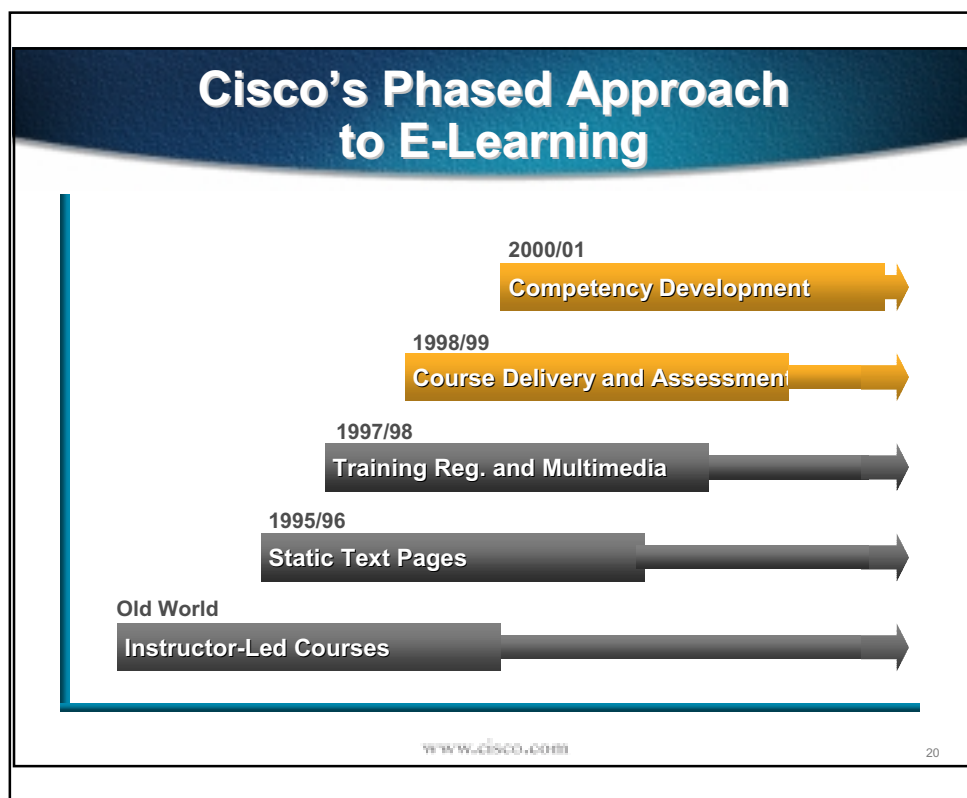 Cisco's Phased Approach
to E-Learning
2000/01
Competency Development
1998/99
Course Delivery and Assessment
1997/98
Training Reg. and Multimedia
1995/96
Static Text Pages
Old World
Instructor-Led Courses
www.cisco.com
20